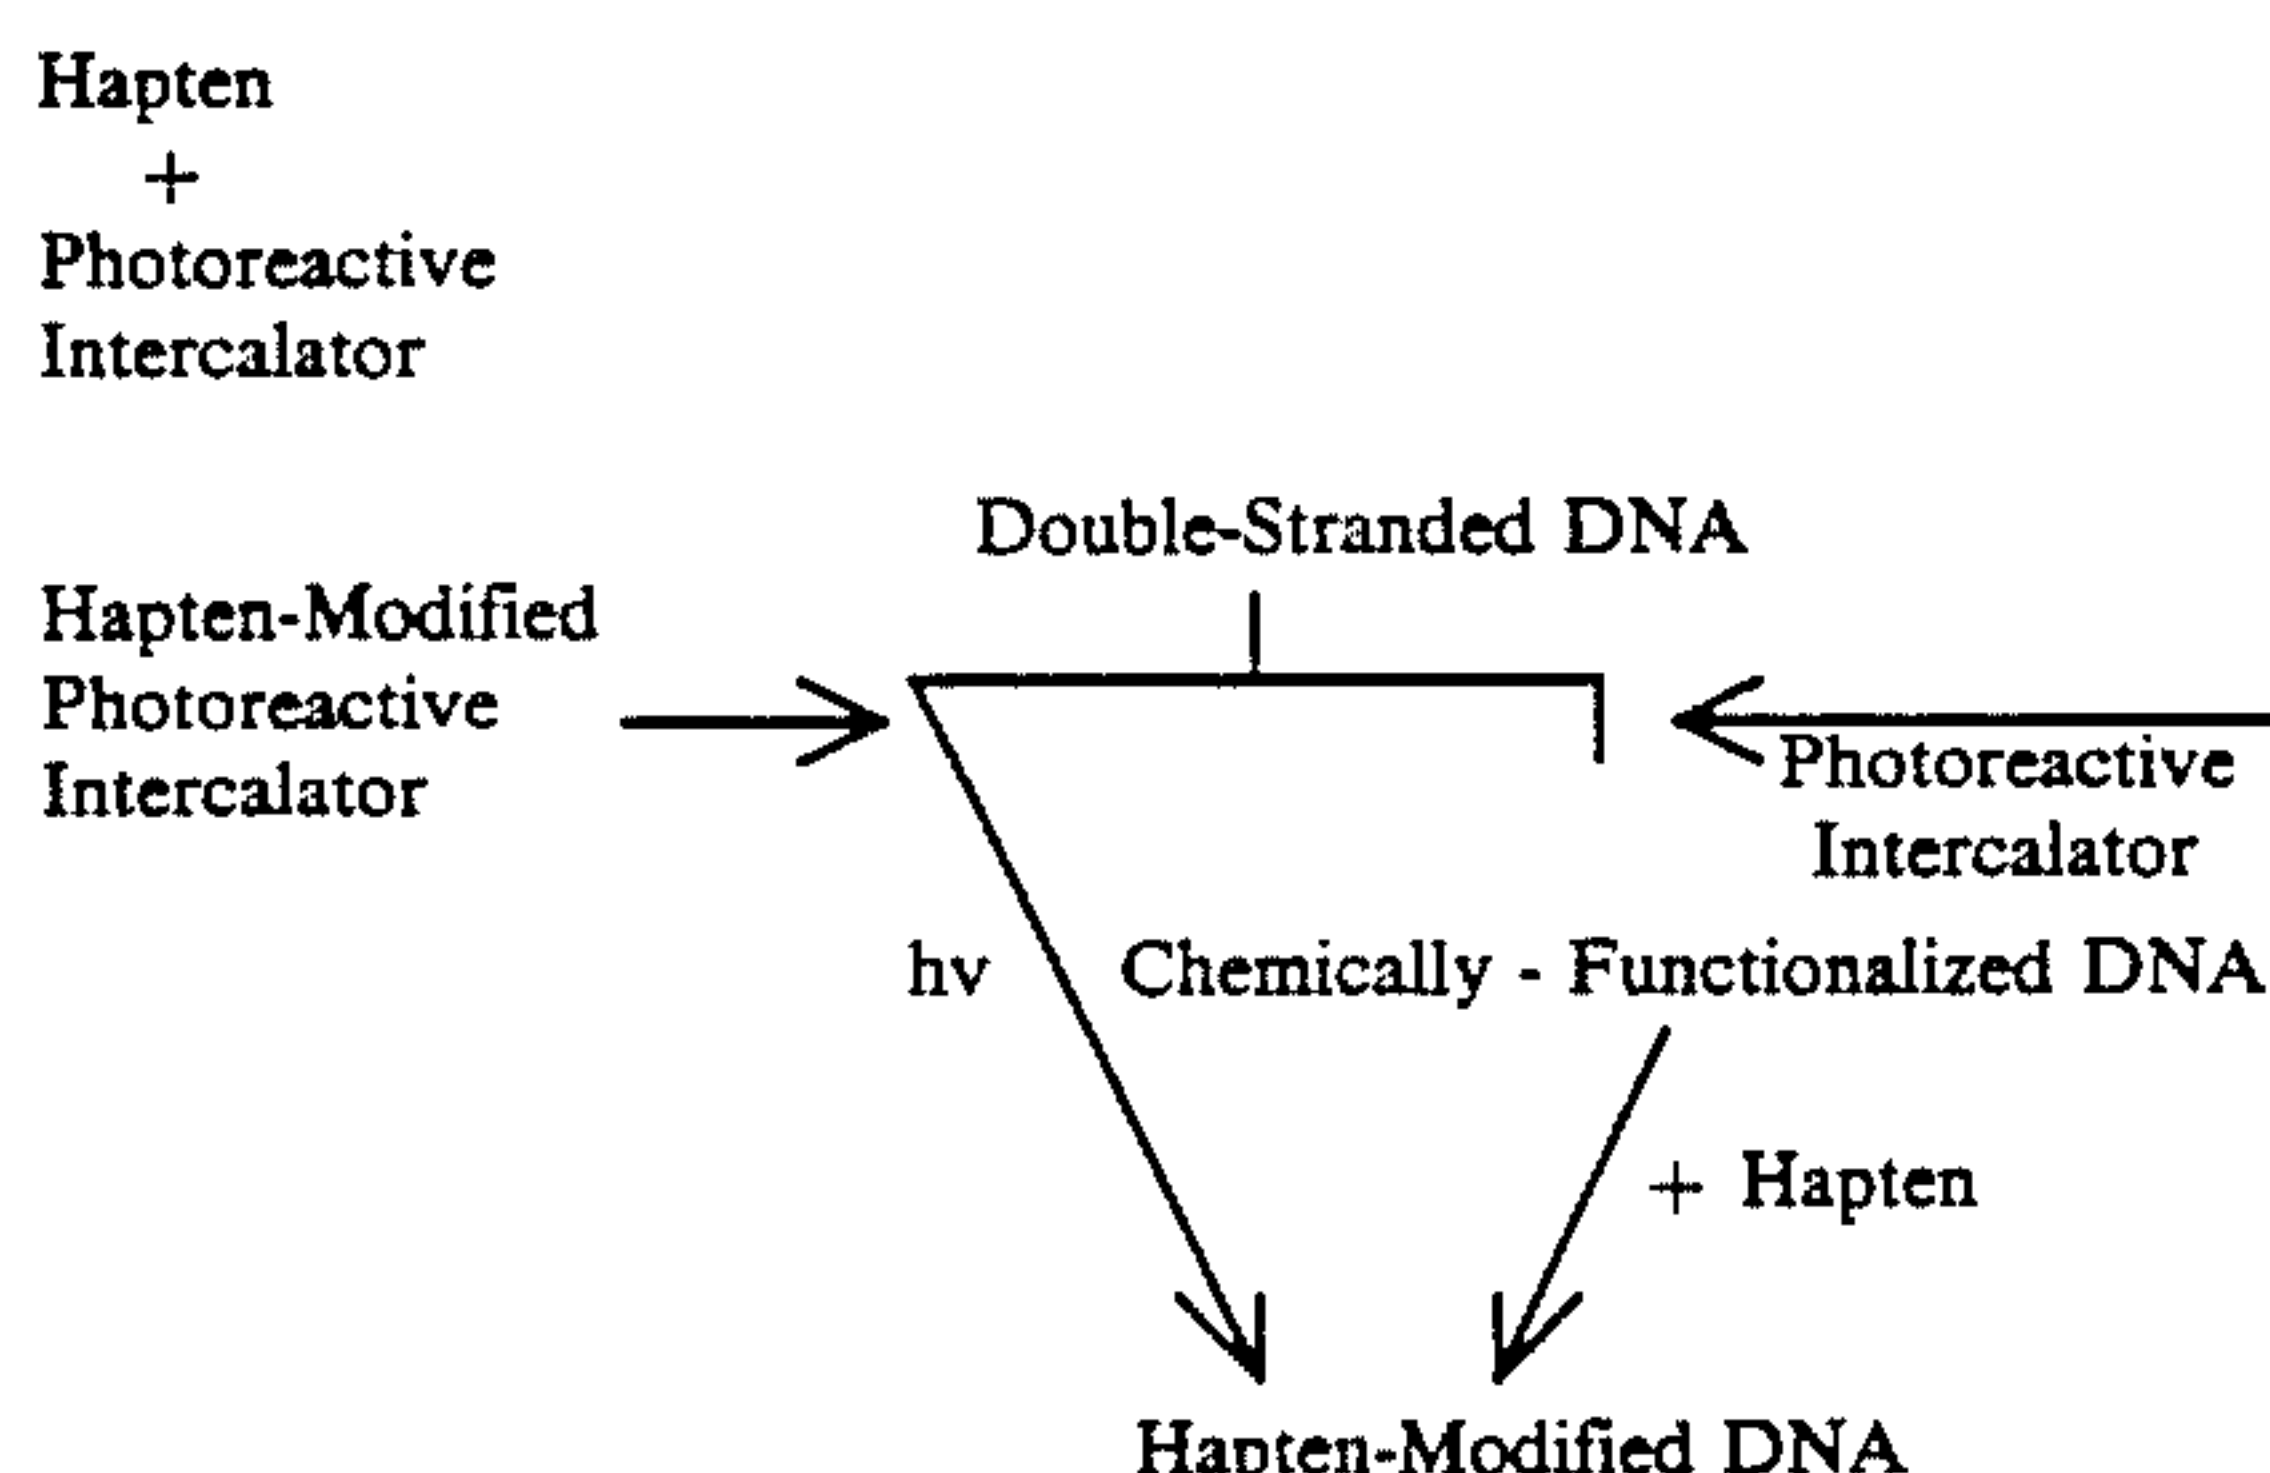 Hapten
+
Photoreactive
Intercalator
Double-Stranded DNA
Hapten-Modified
Photoreactive
Intercalator
Photoreactive
Intercalator
hν
Chemically - Functionalized DNA
+ Hapten
Hapten-Modified DNA